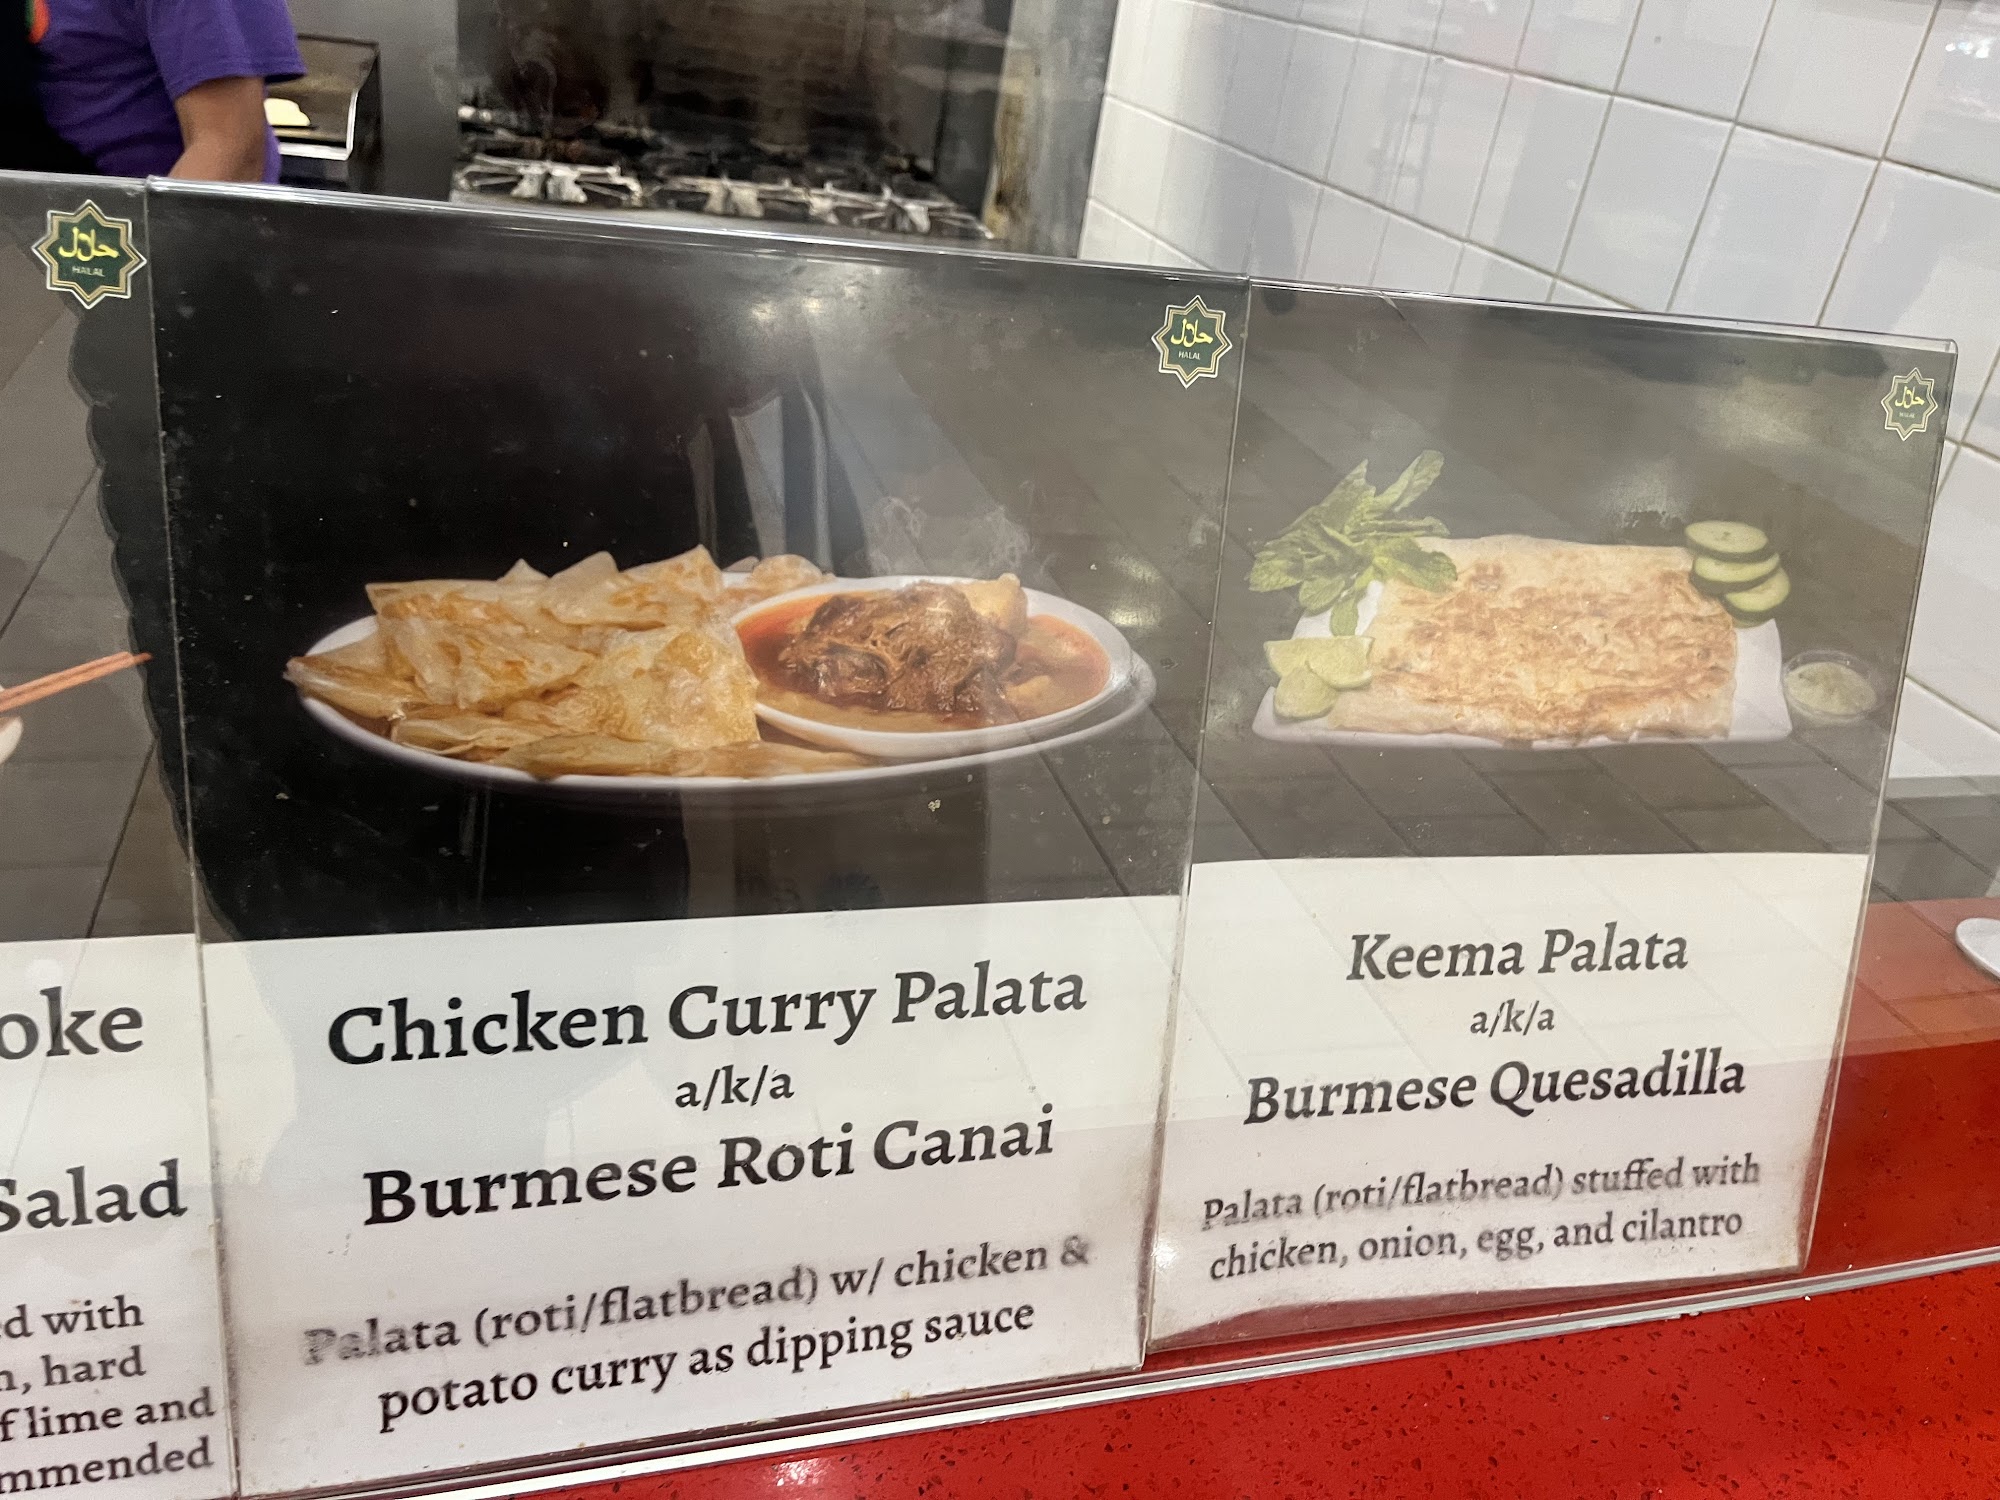 حلال
HALAL
oke
Salad
d with
, hard
f lime and
mmended
حلال
HALAL
Chicken Curry Palata
a/k/a
Burmese Roti Canai
Palata (roti/flatbread) w/ chicken &
potato curry as dipping sauce
حلال
HALAL
Keema Palata
a/k/a
Burmese Quesadilla
Palata (roti/flatbread) stuffed with
chicken, onion, egg, and cilantro